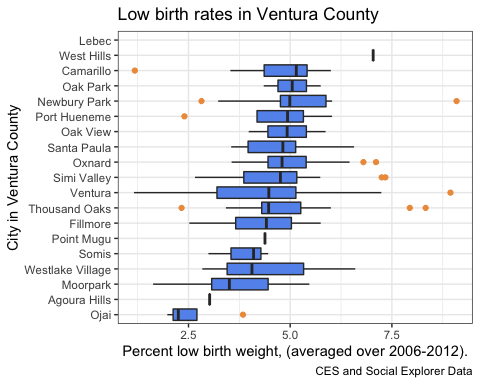 Low birth rates in Ventura County
City in Ventura County
Lebec
West Hills
Camarillo
Oak Park
Newbury Park
Port Hueneme
Oak View
Santa Paula
Oxnard
Simi Valley
Ventura
Thousand Oaks
Fillmore
Point Mugu
Somis
Westlake Village
Moorpark
Agoura Hills
Ojai
2.5 5.0 7.5
Percent low birth weight, (averaged over 2006-2012).
CES and Social Explorer Data